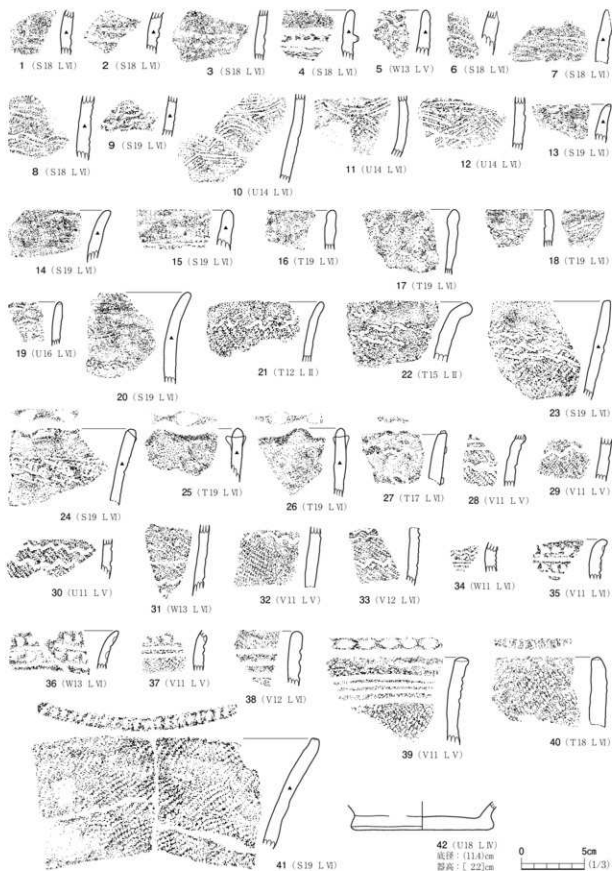 1 (S18 LⅥ)
2 (S18 LⅥ)
3 (S18 LⅥ)
4 (S18 LⅥ)
5 (W13 LⅤ)
6 (S18 LⅥ)
7 (S18 LⅥ)
8 (S18 LⅥ)
9 (S19 LⅥ)
10 (U14 LⅥ)
11 (U14 LⅥ)
12 (U14 LⅥ)
13 (S19 LⅥ)
14 (S19 LⅥ)
15 (S19 LⅥ)
16 (T19 LⅥ)
17 (T19 LⅥ)
18 (T19 LⅥ)
19 (U16 LⅥ)
20 (S19 LⅥ)
21 (T12 LⅡ)
22 (T15 LⅡ)
23 (S19 LⅥ)
24 (S19 LⅥ)
25 (T19 LⅥ)
26 (T19 LⅥ)
27 (T17 LⅥ)
28 (V11 LⅤ)
29 (V11 LⅤ)
30 (U11 LⅤ)
31 (W13 LⅥ)
32 (V11 LⅤ)
33 (V12 LⅥ)
34 (W11 LⅥ)
35 (V11 LⅥ)
36 (W13 LⅥ)
37 (V11 LⅤ)
38 (V12 LⅥ)
39 (V11 LⅤ)
40 (T18 LⅥ)
41 (S19 LⅥ)
42 (U18 LⅣ)
底径:(11.4)cm
器高:[ 2.2]cm
0 5cm
(1/3)